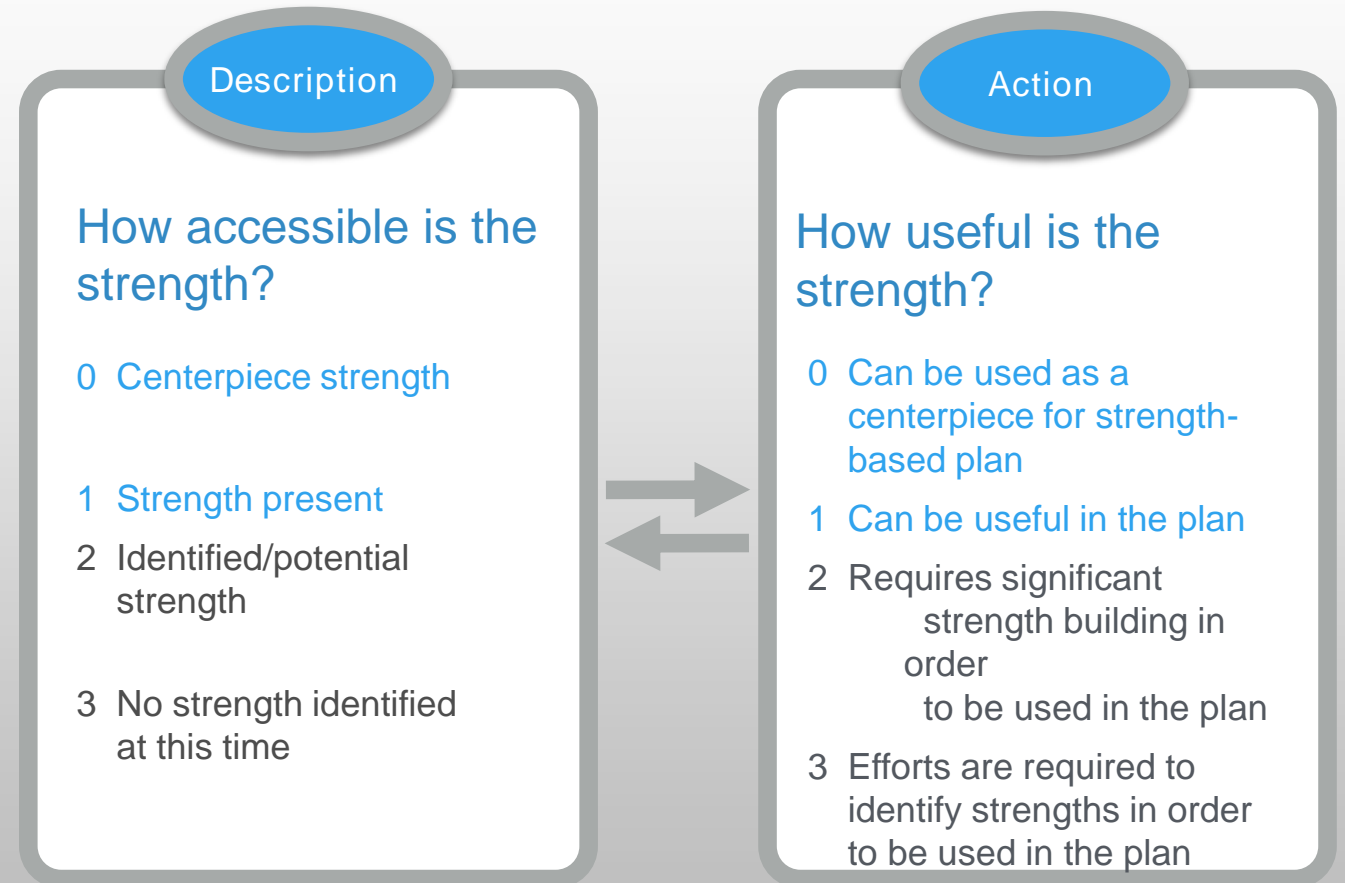 Description
How accessible is the
strength?
0 Centerpiece strength
1 Strength present
2 Identified/potential
strength
3 No strength identified
at this time
Action
How useful is the
strength?
0 Can be used as a
centerpiece for strength-
based plan
1 Can be useful in the plan
2 Requires significant
strength building in
order
to be used in the plan
3 Efforts are required to
identify strengths in order
to be used in the plan